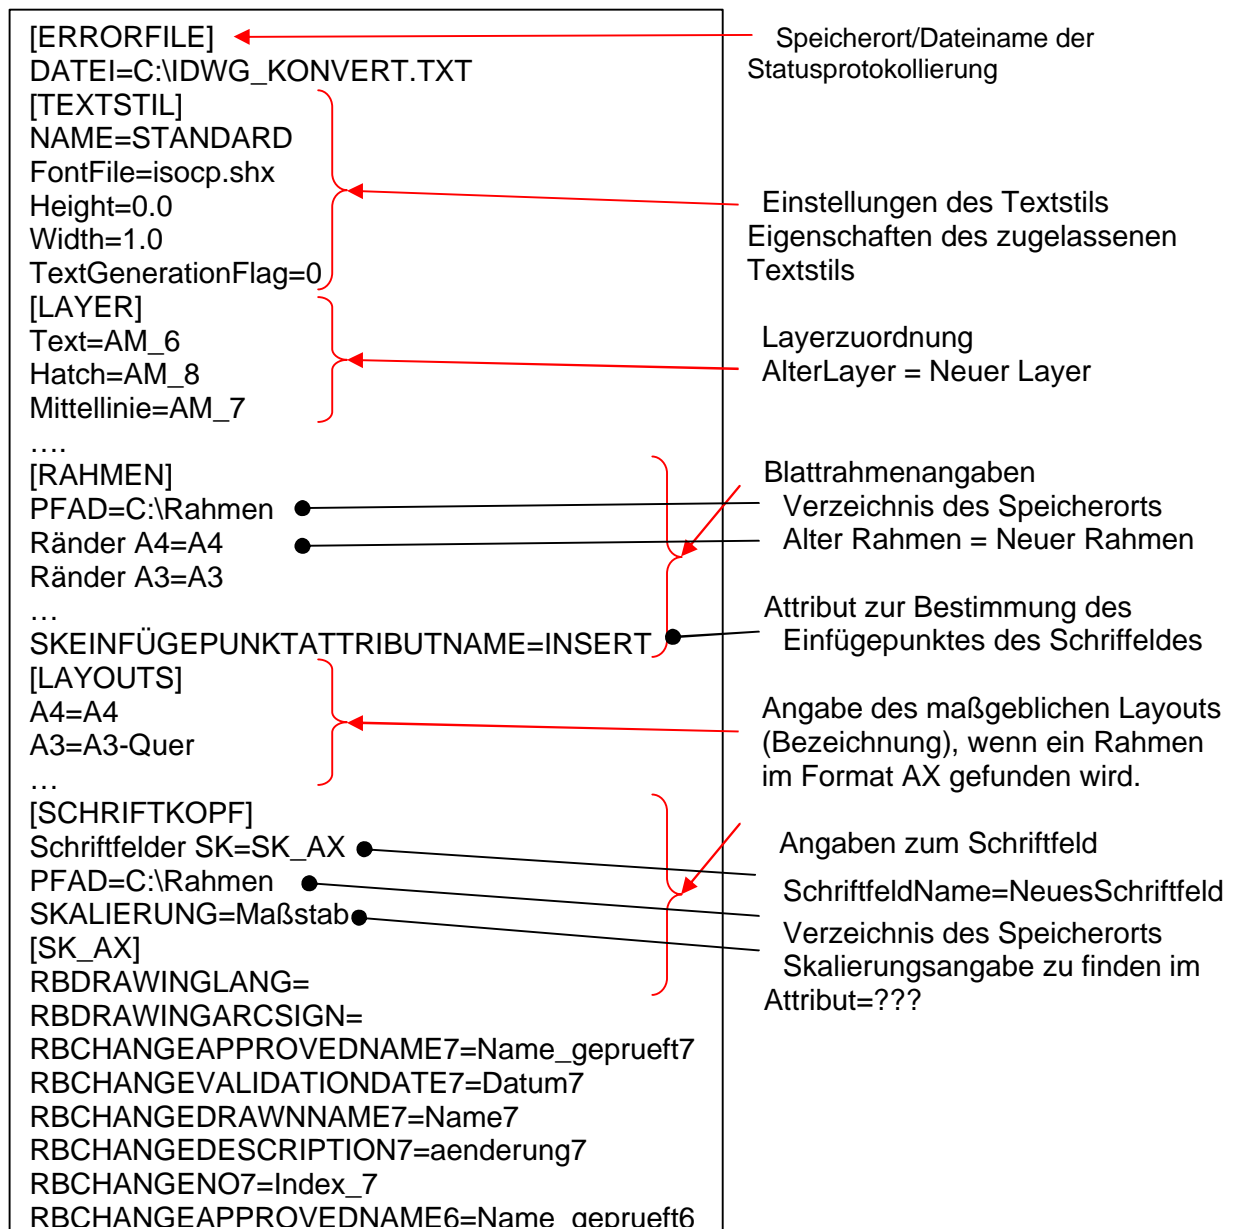 [ERRORFILE]
DATEI=C:\IDWG_KONVERT.TXT
[TEXTSTIL]
NAME=STANDARD
FontFile=isocp.shx
Height=0.0
Width=1.0
TextGenerationFlag=0
[LAYER]
Text=AM_6
Hatch=AM_8
Mittellinie=AM_7
….
[RAHMEN]
PFAD=C:\Rahmen
Ränder A4=A4
Ränder A3=A3
…
SKEINFÜGEPUNKTATTRIBUTNAME=INSERT
[LAYOUTS]
A4=A4
A3=A3-Quer
…
[SCHRIFTKOPF]
Schriftfelder SK=SK_AX
PFAD=C:\Rahmen
SKALIERUNG=Maßstab
[SK_AX]
RBDRAWINGLANG=
RBDRAWINGARCSIGN=
RBCHANGEAPPROVEDNAME7=Name_geprueft7
RBCHANGEVALIDATIONDATE7=Datum7
RBCHANGEDRAWNNAME7=Name7
RBCHANGEDESCRIPTION7=aenderung7
RBCHANGENO7=Index_7
RBCHANGEAPPROVEDNAME6=Name_geprueft6
Speicherort/Dateiname der
Statusprotokollierung
Einstellungen des Textstils
Eigenschaften des zugelassenen
Textstils
Layerzuordnung
AlterLayer = Neuer Layer
Blattrahmenangaben
Verzeichnis des Speicherorts
Alter Rahmen = Neuer Rahmen
Attribut zur Bestimmung des
Einfügepunktes des Schriffeldes
Angabe des maßgeblichen Layouts
(Bezeichnung), wenn ein Rahmen
im Format AX gefunden wird.
Angaben zum Schriftfeld
SchriftfeldName=NeuesSchriftfeld
Verzeichnis des Speicherorts
Skalierungsangabe zu finden im
Attribut=???